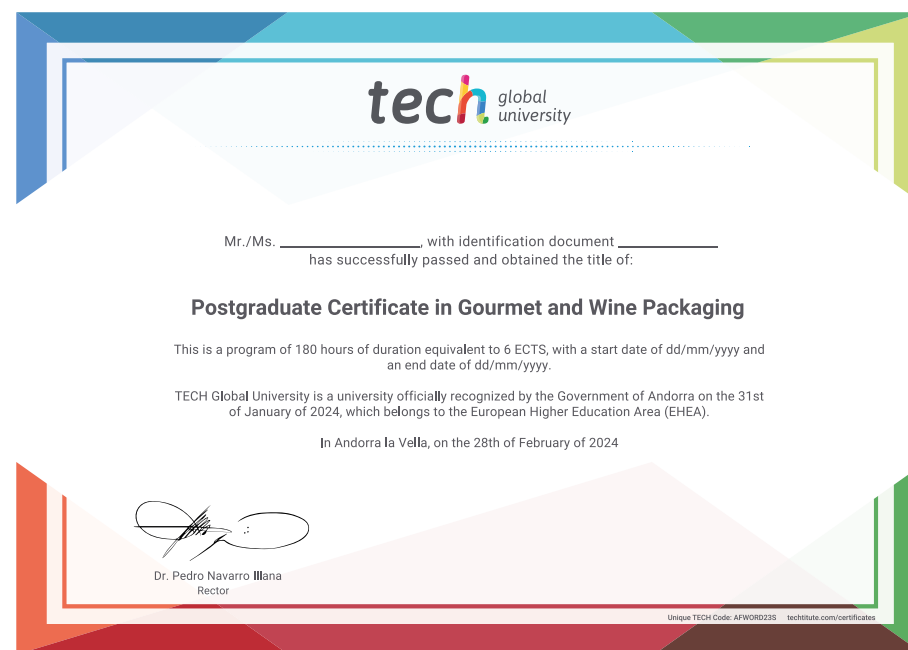 tech global university
Mr./Ms. ____________, with identification document ____________
has successfully passed and obtained the title of:
Postgraduate Certificate in Gourmet and Wine Packaging
This is a program of 180 hours of duration equivalent to 6 ECTS, with a start date of dd/mm/yyyy and
an end date of dd/mm/yyyy.
TECH Global University is a university officially recognized by the Government of Andorra on the 31st
of January of 2024, which belongs to the European Higher Education Area (EHEA).
In Andorra la Vella, on the 28th of February of 2024
Dr. Pedro Navarro Illana
Rector
Unique TECH Code: AFWORD23S techtitute.com/certificates